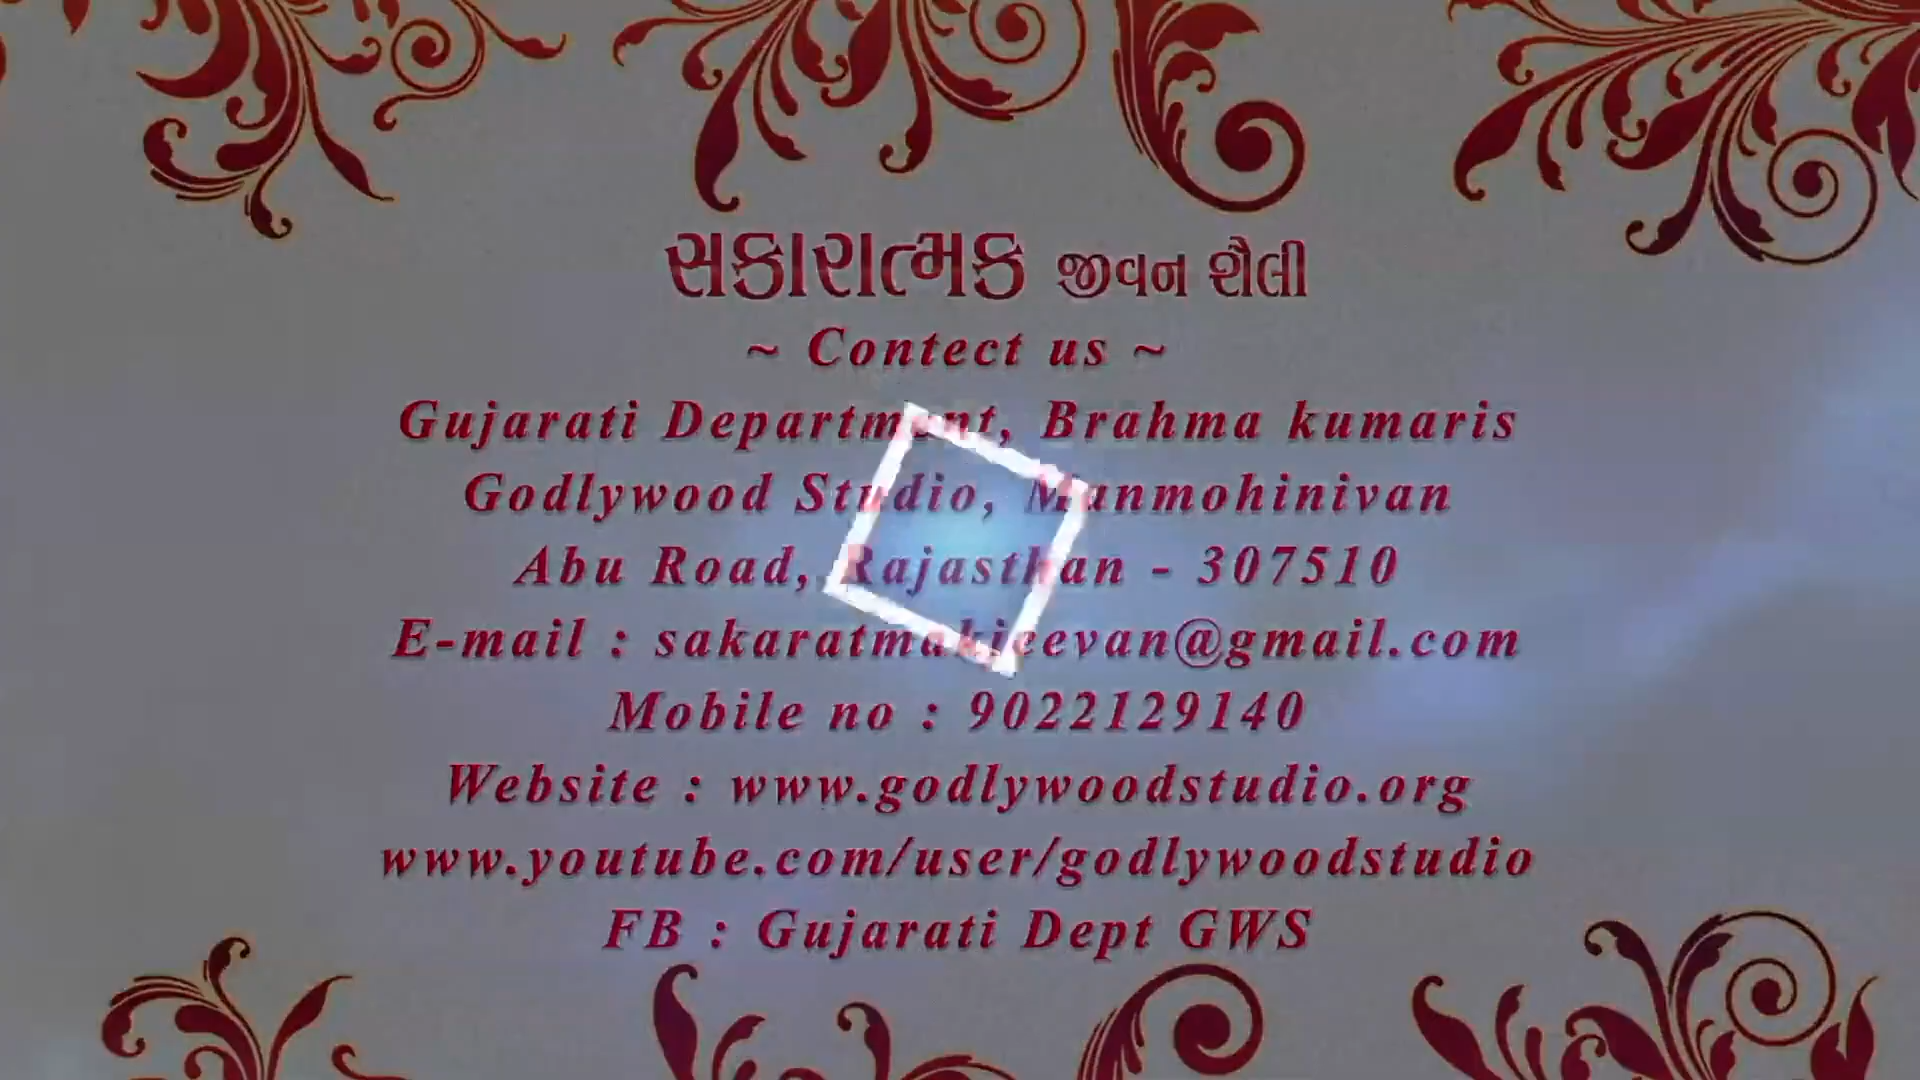 સકારાત્મક જીવન શૈલી
~ Contect us ~
Gujarati Department, Brahma kumaris
Godlywood Studio, Manmohinivan
Abu Road, Rajasthan - 307510
E-mail : sakaratmakjeevan@gmail.com
Mobile no : 9022129140
Website : www.godlywoodstudio.org
www.youtube.com/user/godlywoodstudio
FB : Gujarati Dept GWS